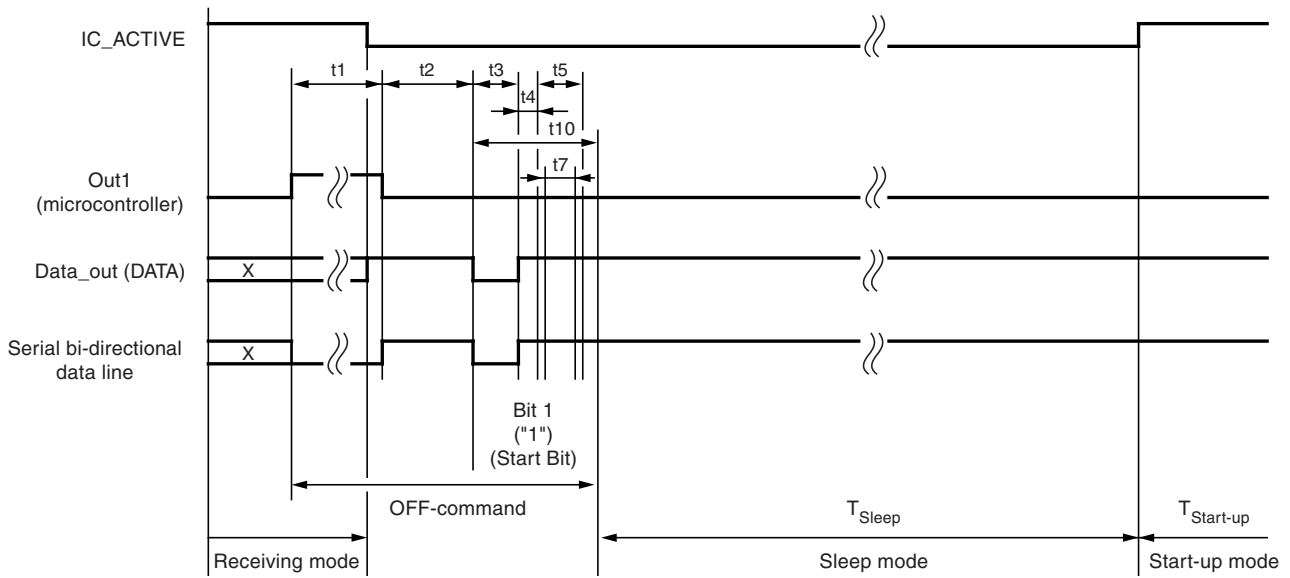 IC_ACTIVE
t1
t2
t3
t5
t4
t10
t7
Out1
(microcontroller)
Data_out (DATA)
X
Serial bi-directional
data line
X
Bit 1
("1")
(Start Bit)
OFF-command
TSleep
TStart-up
Receiving mode
Sleep mode
Start-up mode